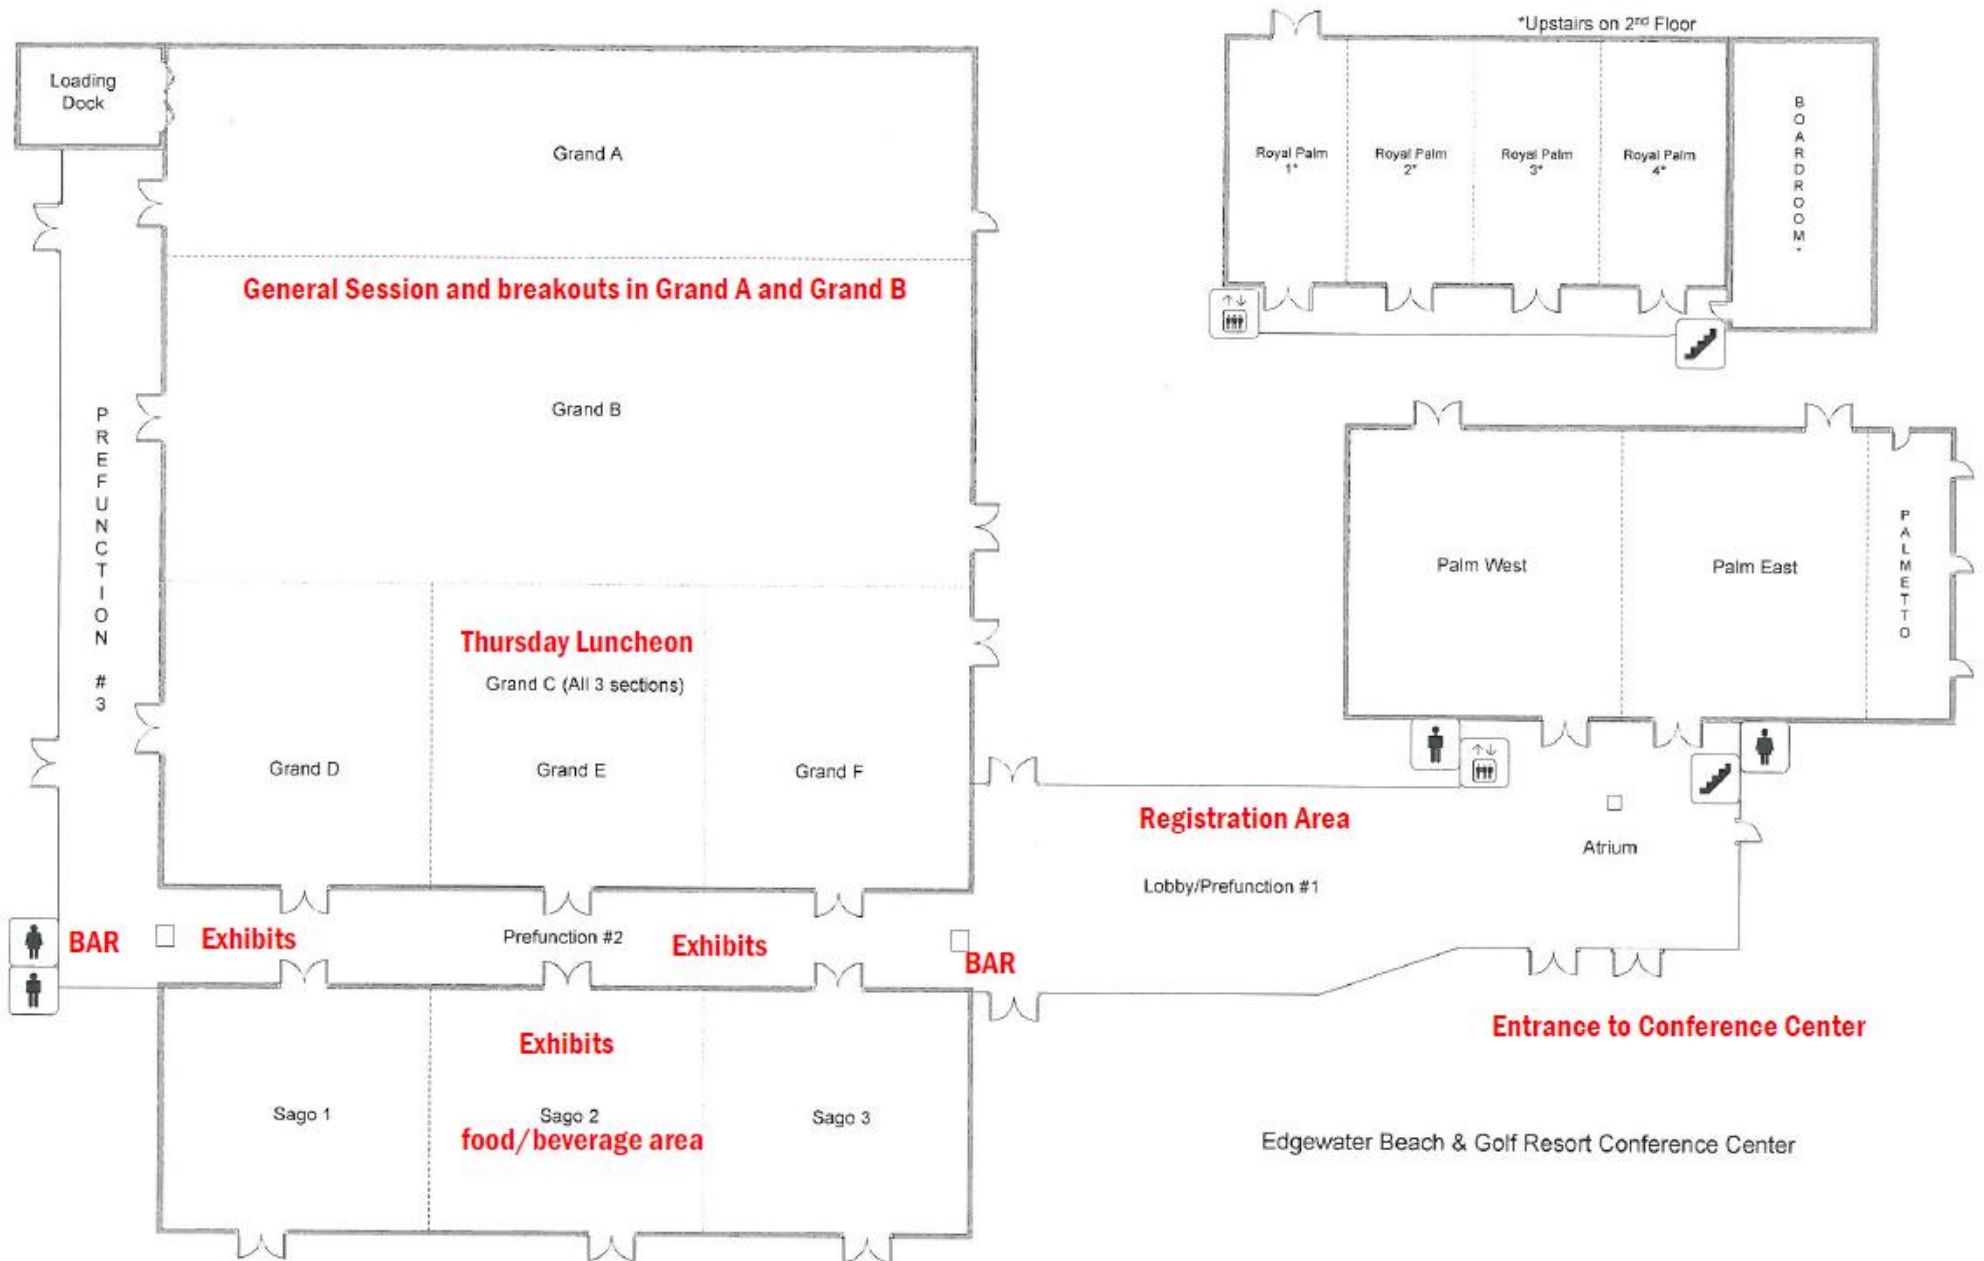 *Upstairs on 2nd Floor
Loading
Dock
Grand A
Royal Palm
1*
Royal Palm
2*
Royal Palm
3*
Royal Palm
4*
BOARDROOM*
General Session and breakouts in Grand A and Grand B
Grand B
PREFUNCTION #3
Palm West
Palm East
PALMETTO
Thursday Luncheon
Grand C (All 3 sections)
Grand D
Grand E
Grand F
Registration Area
Atrium
Lobby/Prefunction #1
BAR
Exhibits
Prefunction #2
Exhibits
BAR
Entrance to Conference Center
Exhibits
Sago 1
Sago 2
Sago 3
food/beverage area
Edgewater Beach & Golf Resort Conference Center